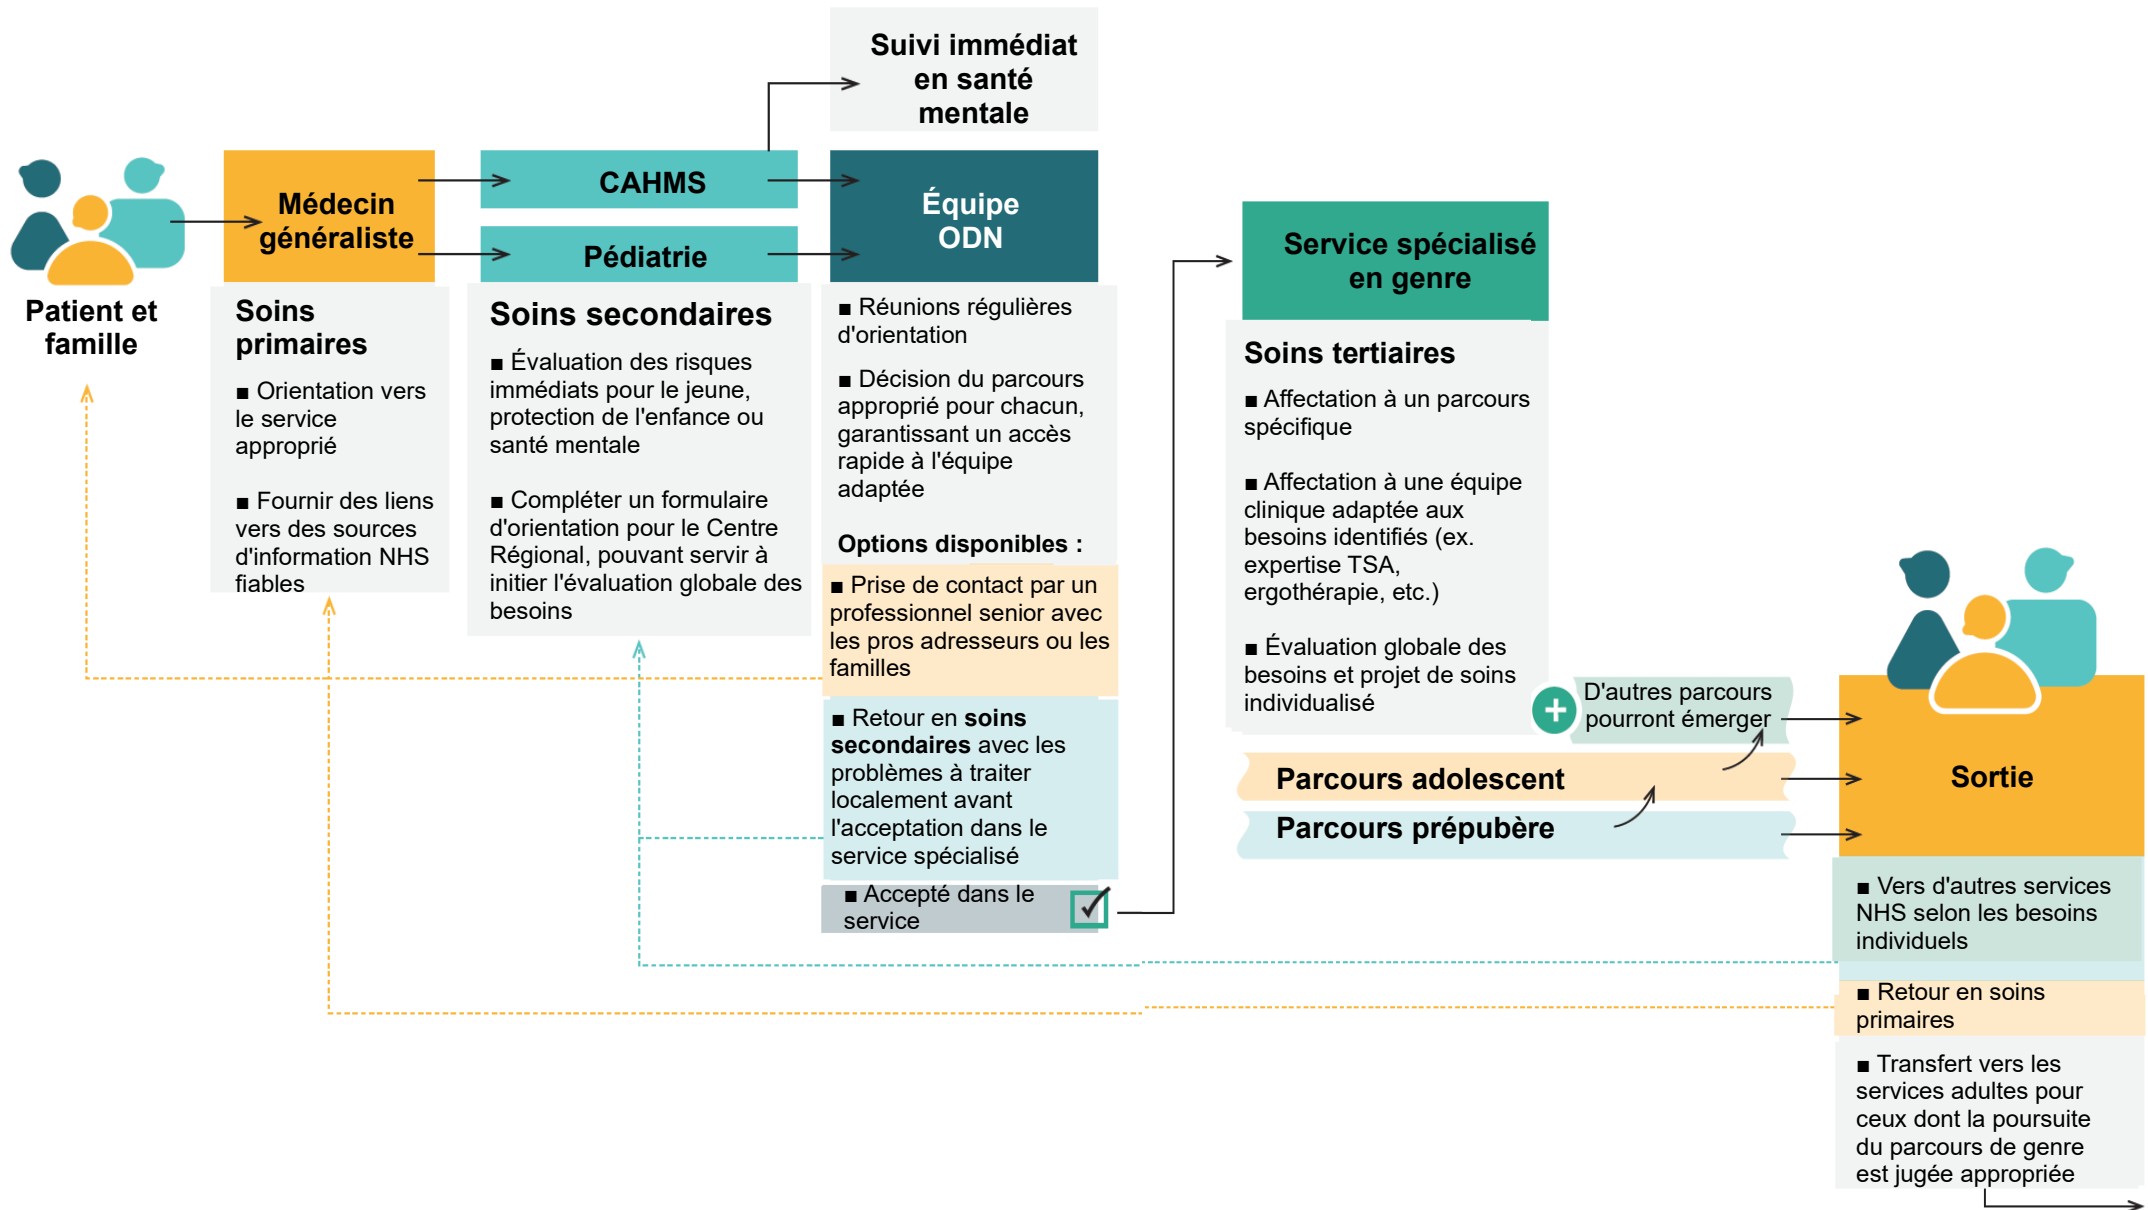 Suivi immédiat
en santé
mentale
Patient et
famille
Médecin
généraliste
Soins
primaires
■ Orientation vers
le service
approprié
■ Fournir des liens
vers des sources
d'information NHS
fiables
CAHMS
Pédiatrie
Soins secondaires
■ Évaluation des risques
immédiats pour le jeune,
protection de l'enfance ou
santé mentale
■ Compléter un formulaire
d'orientation pour le Centre
Régional, pouvant servir à
initier l'évaluation globale des
besoins
Équipe
ODN
■ Réunions régulières
d'orientation
■ Décision du parcours
approprié pour chacun,
garantissant un accès
rapide à l'équipe
adaptée
Options disponibles :
■ Prise de contact par un
professionnel senior avec
les pros adresseurs ou les
familles
■ Retour en soins
secondaires avec les
problèmes à traiter
localement avant
l'acceptation dans le
service spécialisé
■ Accepté dans le
service
Service spécialisé
en genre
Soins tertiaires
■ Affectation à un parcours
spécifique
■ Affectation à une équipe
clinique adaptée aux
besoins identifiés (ex.
expertise TSA,
ergothérapie, etc.)
■ Évaluation globale des
besoins et projet de soins
individualisé
D'autres parcours
pourront émerger
Parcours adolescent
Parcours prépubère
Sortie
■ Vers d'autres services
NHS selon les besoins
individuels
■ Retour en soins
primaires
■ Transfert vers les
services adultes pour
ceux dont la poursuite
du parcours de genre
est jugée appropriée